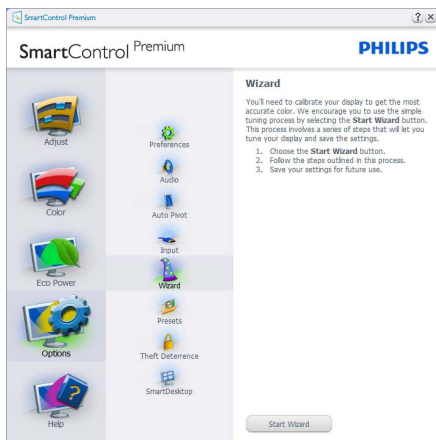 SmartControl Premium
SmartControl Premium
PHILIPS
Adjust
Color
Eco Power
Options
Help
Preferences
Audio
Auto Pivot
Input
Wizard
Presets
Theft Deterrence
SmartDesktop
Wizard
You'll need to calibrate your display to get the most
accurate color. We encourage you to use the simple
tuning process by selecting the Start Wizard button.
This process involves a series of steps that will let you
tune your display and save the settings.
1. Choose the Start Wizard button.
2. Follow the steps outlined in this process.
3. Save your settings for future use.
Start Wizard